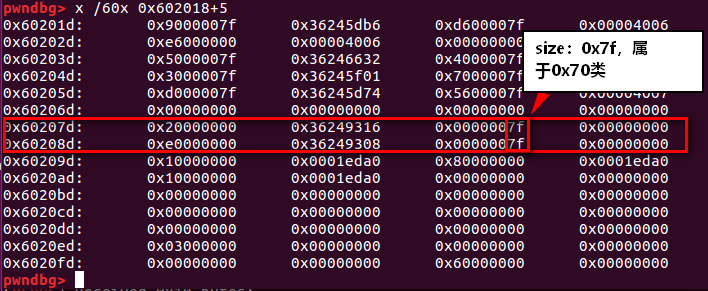 pwndbg> x /60x 0x602018+5
0x60201d: 0x9000007f 0x36245db6 0xd600007f 0x00004006
0x60202d: 0xe6000000 0x00004006 0x00000000
0x60203d: 0x5000007f 0x36246632 0x4000007f
0x60204d: 0x3000007f 0x36245f01 0x7000007f
0x60205d: 0xd000007f 0x36245d74 0x5600007f
0x60206d: 0x00000000 0x00000000 0x00000000 0x00000000
0x60207d: 0x20000000 0x36249316 0x0000007f 0x00000000
0x60208d: 0xe0000000 0x36249308 0x0000007f 0x00000000
0x60209d: 0x10000000 0x0001eda0 0x80000000 0x0001eda0
0x6020ad: 0x10000000 0x0001eda0 0x00000000 0x00000000
0x6020bd: 0x00000000 0x00000000 0x00000000 0x00000000
0x6020cd: 0x00000000 0x00000000 0x00000000 0x00000000
0x6020dd: 0x00000000 0x00000000 0x00000000 0x00000000
0x6020ed: 0x03000000 0x00000000 0x00000000 0x00000000
0x6020fd: 0x00000000 0x00000000 0x60000000 0x00000000
pwndbg>
size：0x7f，属
于0x70类